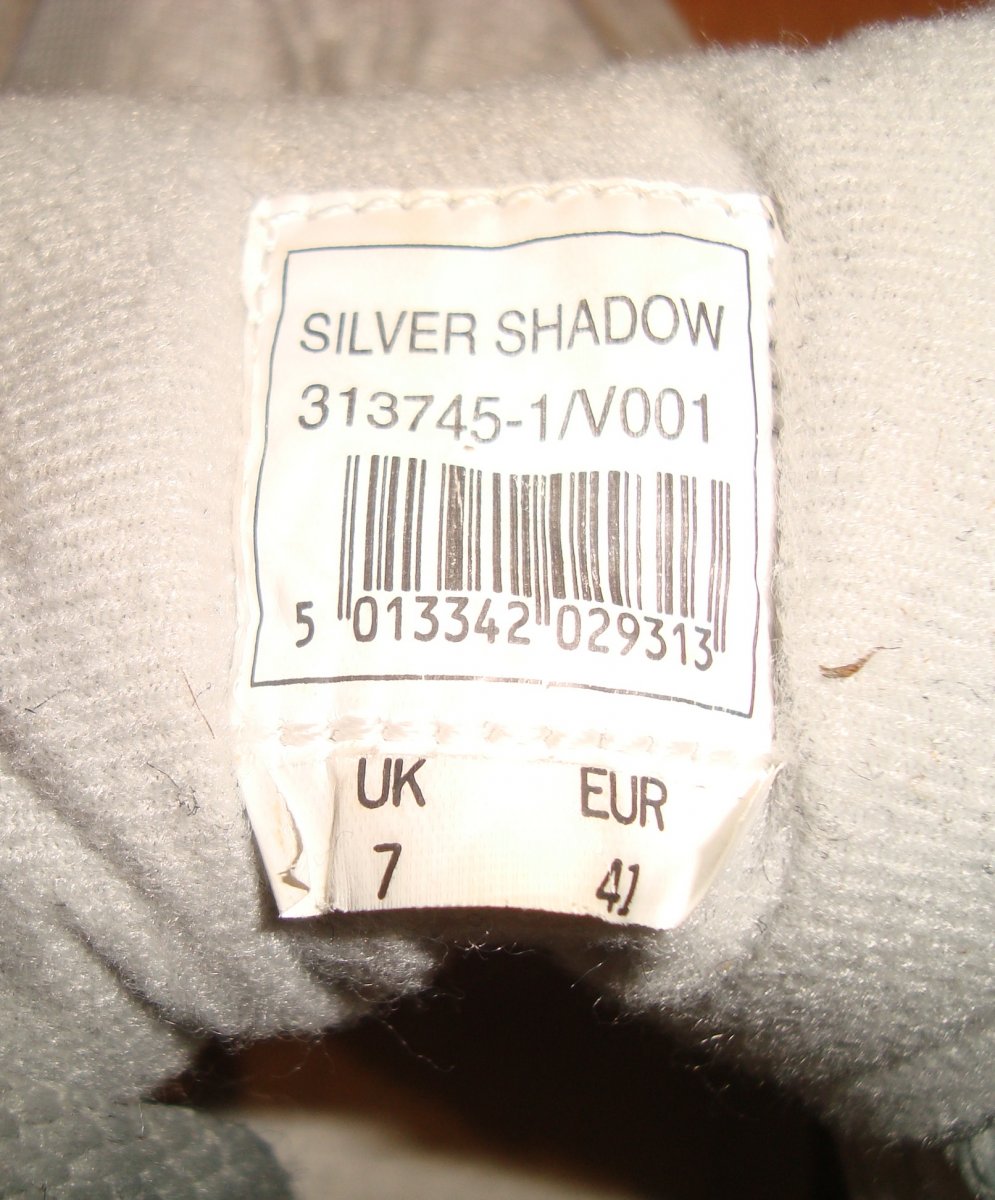 SILVER SHADOW
313745-1/V001
5 013342 029313
UK EUR
7 41